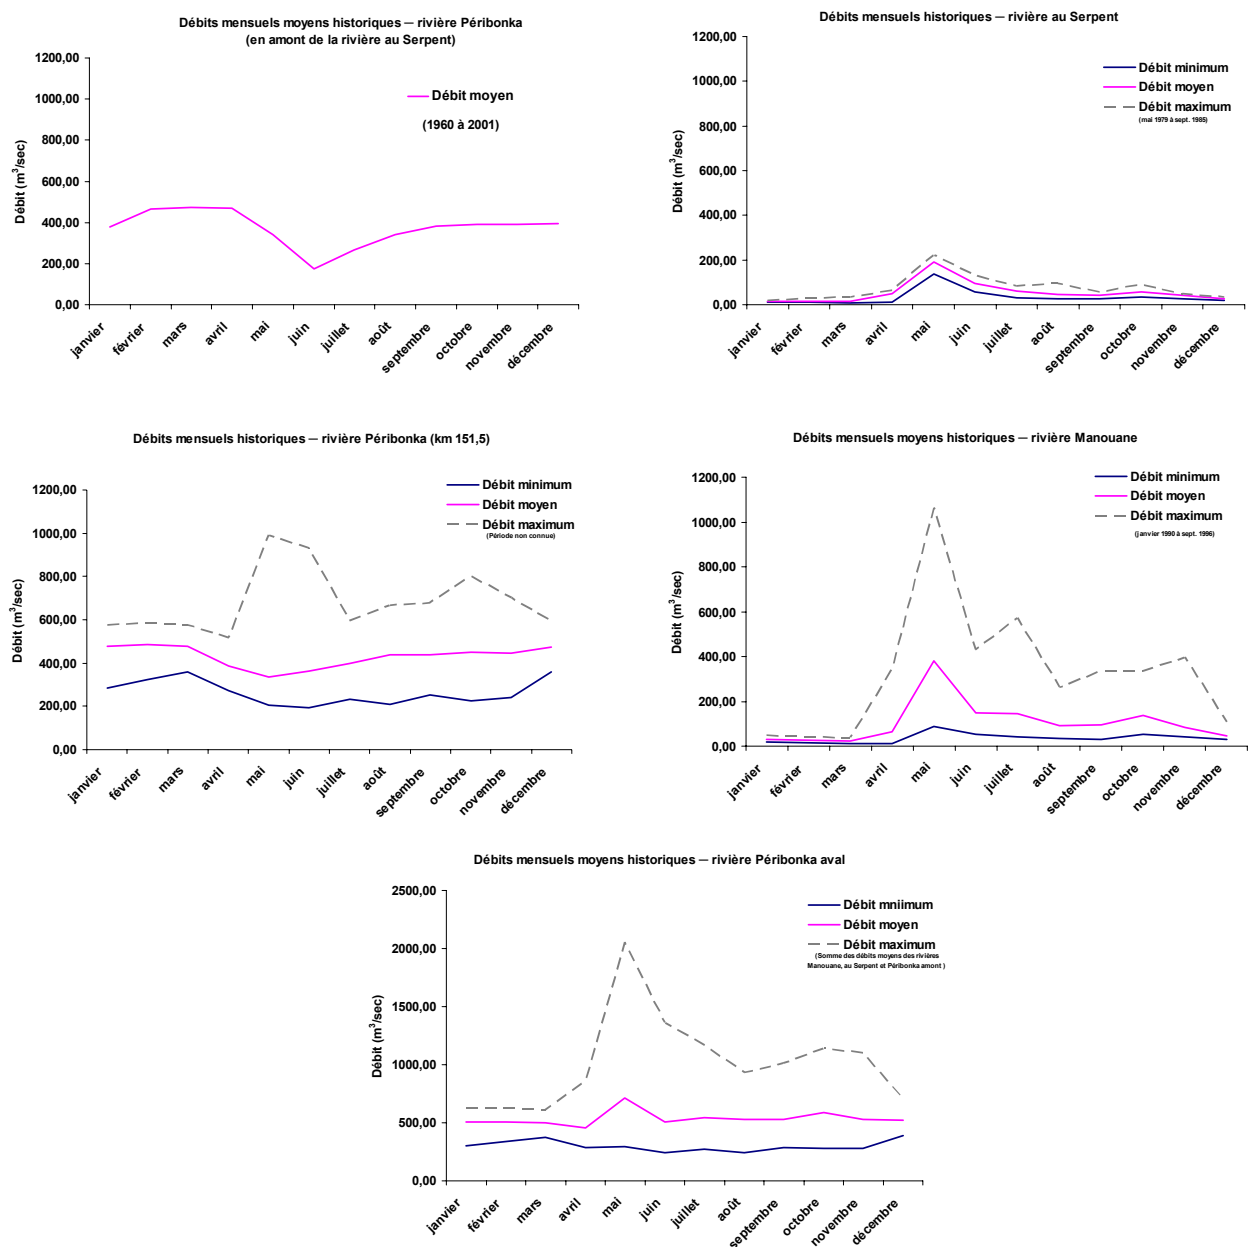 Débits mensuels moyens historiques — rivière Péribonka
(en amont de la rivière au Serpent)
Débit (m³/sec)
1200,00
1000,00
800,00
600,00
400,00
200,00
0,00
Débit moyen
(1960 à 2001)
janvier
février
mars
avril
mai
juin
juillet
août
septembre
octobre
novembre
décembre
Débits mensuels historiques — rivière au Serpent
Débit (m³/sec)
1200,00
1000,00
800,00
600,00
400,00
200,00
0,00
Débit minimum
Débit moyen
Débit maximum
(mai 1979 à sept. 1985)
janvier
février
mars
avril
mai
juin
juillet
août
septembre
octobre
novembre
décembre
Débits mensuels historiques — rivière Péribonka (km 151,5)
Débit (m³/sec)
1200,00
1000,00
800,00
600,00
400,00
200,00
0,00
Débit minimum
Débit moyen
Débit maximum
(Période non connue)
janvier
février
mars
avril
mai
juin
juillet
août
septembre
octobre
novembre
décembre
Débits mensuels moyens historiques — rivière Manouane
Débit (m³/sec)
1200,00
1000,00
800,00
600,00
400,00
200,00
0,00
Débit minimum
Débit moyen
Débit maximum
(janvier 1990 à sept. 1996)
janvier
février
mars
avril
mai
juin
juillet
août
septembre
octobre
novembre
décembre
Débits mensuels moyens historiques — rivière Péribonka aval
Débit (m³/sec)
2500,00
2000,00
1500,00
1000,00
500,00
0,00
Débit mniimum
Débit moyen
Débit maximum
(Somme des débits moyens des rivières
Manouane, au Serpent et Péribonka amont )
janvier
février
mars
avril
mai
juin
juillet
août
septembre
octobre
novembre
décembre